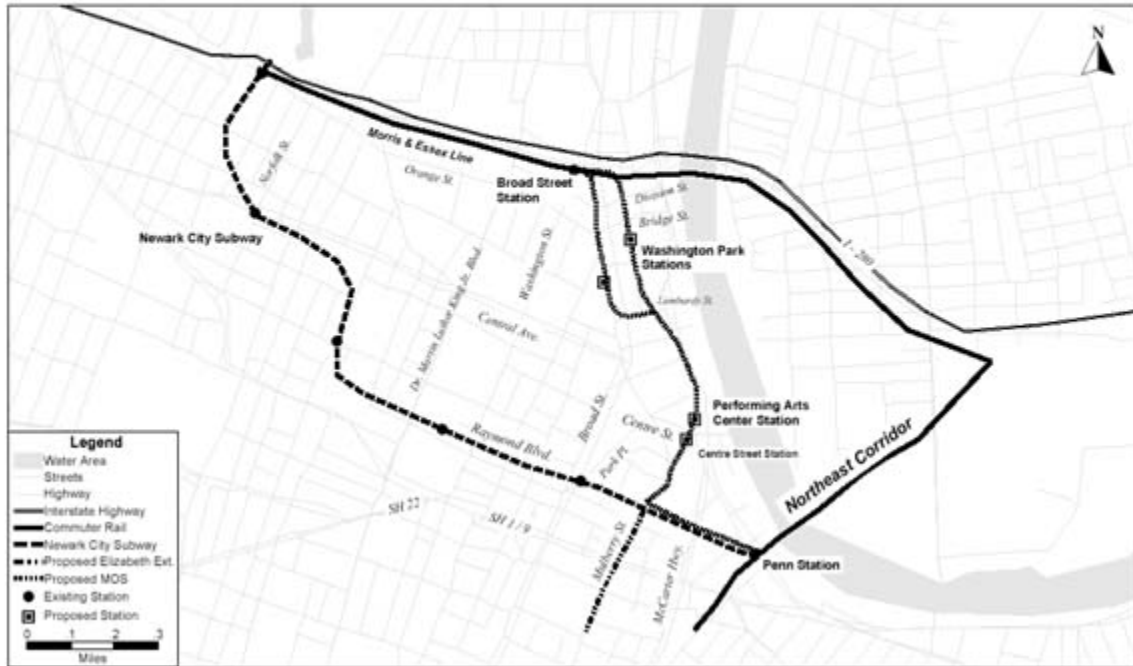 N
Morris & Essex Line
Norfolk St.
Orange St.
Broad Street
Station
Division St.
Bridge St.
Newark City Subway
Washington Park
Stations
I - 280
Dr. Martin Luther King Jr. Blvd.
Washington St.
Lombardy St.
Central Ave.
Broad St.
Centre St.
Performing Arts
Center Station
Centre Street Station
Raymond Blvd.
Park Pl.
Northeast Corridor
SH 22
SH 1 / 9
Mulberry St.
McCarter Hwy.
Penn Station
Legend
Water Area
Streets
Highway
Interstate Highway
Commuter Rail
Newark City Subway
Proposed Elizabeth Ext.
Proposed MOS
Existing Station
Proposed Station
0 1 2 3
Miles